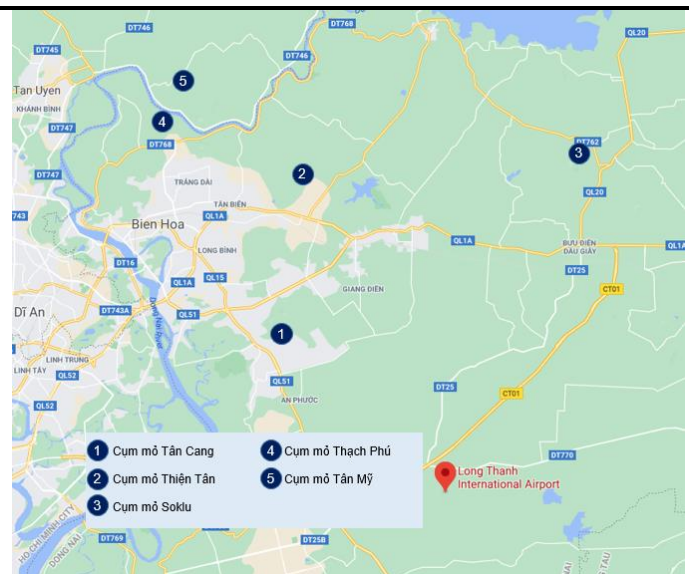 DT746
DT768
QL20
DT745
DT746
5
Tan Uyen
KHÁNH BÌNH
DT747
4
DT768
DT762
3
TRẢNG DÀI
2
DT747
QL20
TÂN BIÊN
743
Bien Hoa
QL1A
LONG BÌNH
QL1A
BƯU ĐIỆN
DẦU GIÂY
QL1A
DT16
QL1A
QL15
DT25
GIANG ĐIỀN
CT01
Dĩ An
DT743A
QL51
Dong Nai River
1
LINH TRUNG
LINH TÂY
QL52
QL51
DT25
CT01
QL52
AN PHƯỚC
1 Cụm mỏ Tân Cang
4 Cụm mỏ Thạch Phú
2 Cụm mỏ Thiện Tân
5 Cụm mỏ Tân Mỹ
3 Cụm mỏ Soklu
DT770
Long Thanh
International Airport
HO CHI MINH CITY
DONG NAI
DT769
DT25B
TAU